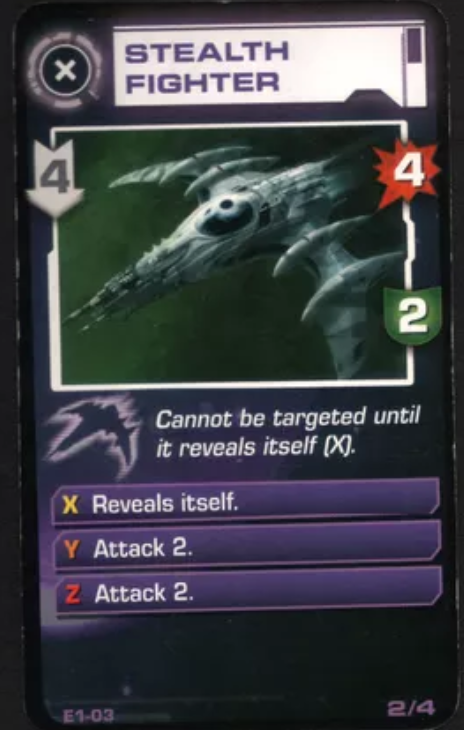 X
STEALTH
FIGHTER
4
4
2
Cannot be targeted until
it reveals itself (X).
X Reveals itself.
Y Attack 2.
Z Attack 2.
E1-03
2/4